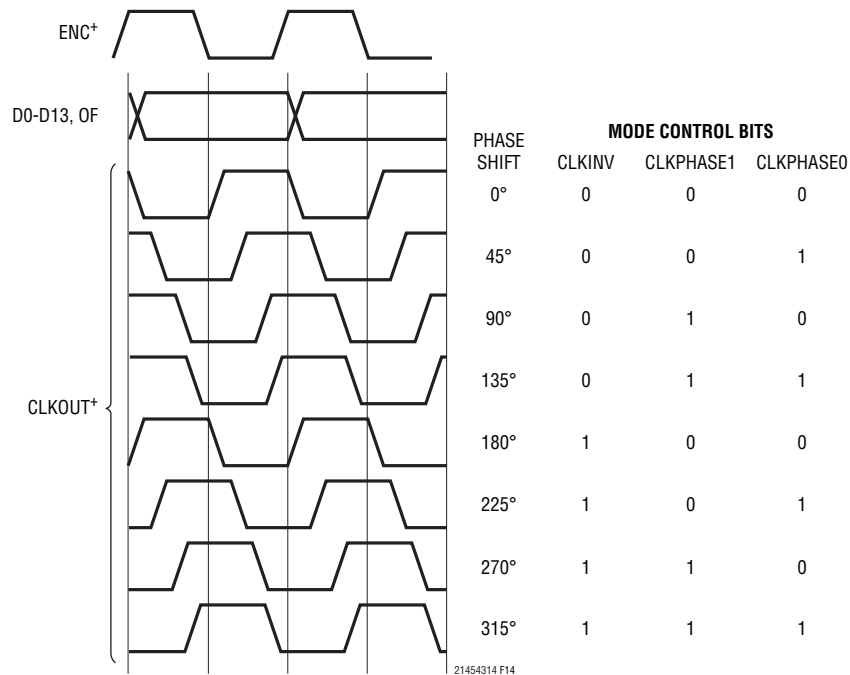 ENC+
D0-D13, OF
PHASE
SHIFT
MODE CONTROL BITS
CLKINV CLKPHASE1 CLKPHASE0
0° 0 0 0
45° 0 0 1
90° 0 1 0
135° 0 1 1
CLKOUT+
180° 1 0 0
225° 1 0 1
270° 1 1 0
315° 1 1 1
21454314 F14